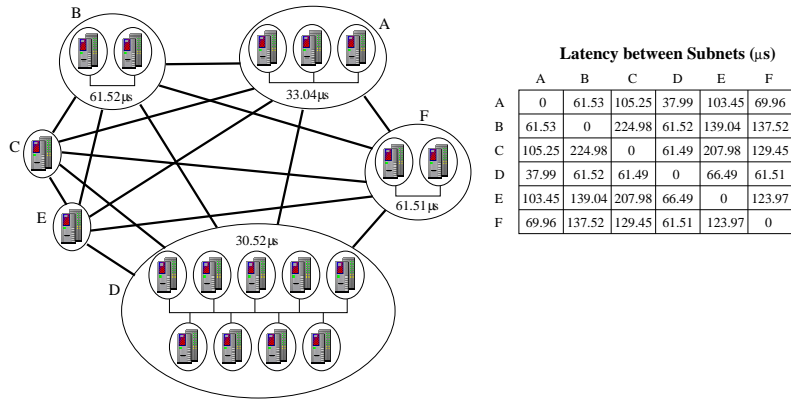 B
A
61.52μs
33.04μs
F
C
61.51μs
E
30.52μs
D
Latency between Subnets (μs)
A B C D E F
A 0 61.53 105.25 37.99 103.45 69.96
B 61.53 0 224.98 61.52 139.04 137.52
C 105.25 224.98 0 61.49 207.98 129.45
D 37.99 61.52 61.49 0 66.49 61.51
E 103.45 139.04 207.98 66.49 0 123.97
F 69.96 137.52 129.45 61.51 123.97 0